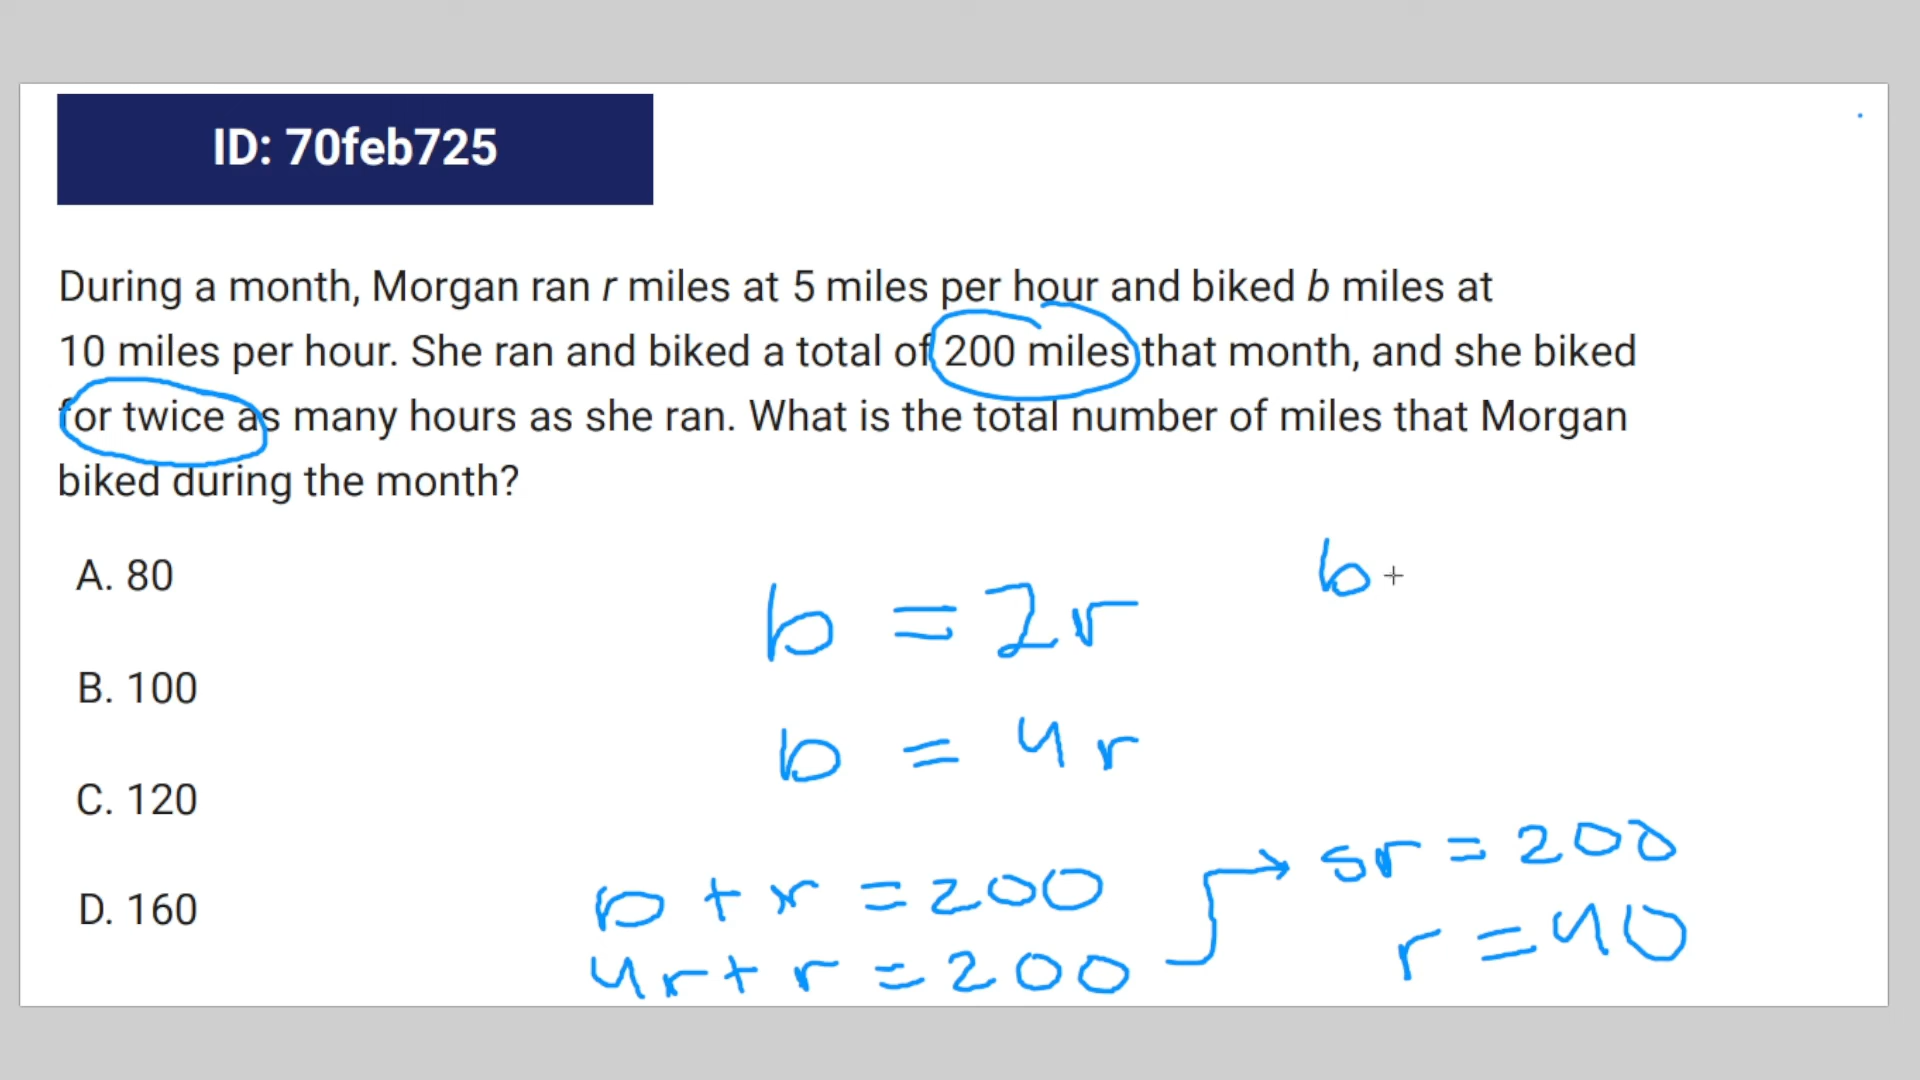 ID: 70feb725
During a month, Morgan ran r miles at 5 miles per hour and biked b miles at
10 miles per hour. She ran and biked a total of 200 miles that month, and she biked
for twice as many hours as she ran. What is the total number of miles that Morgan
biked during the month?
A. 80
B. 100
C. 120
D. 160
b = 2r
b = 4r
b + r = 200
4r + r = 200
5r = 200
r = 40
b